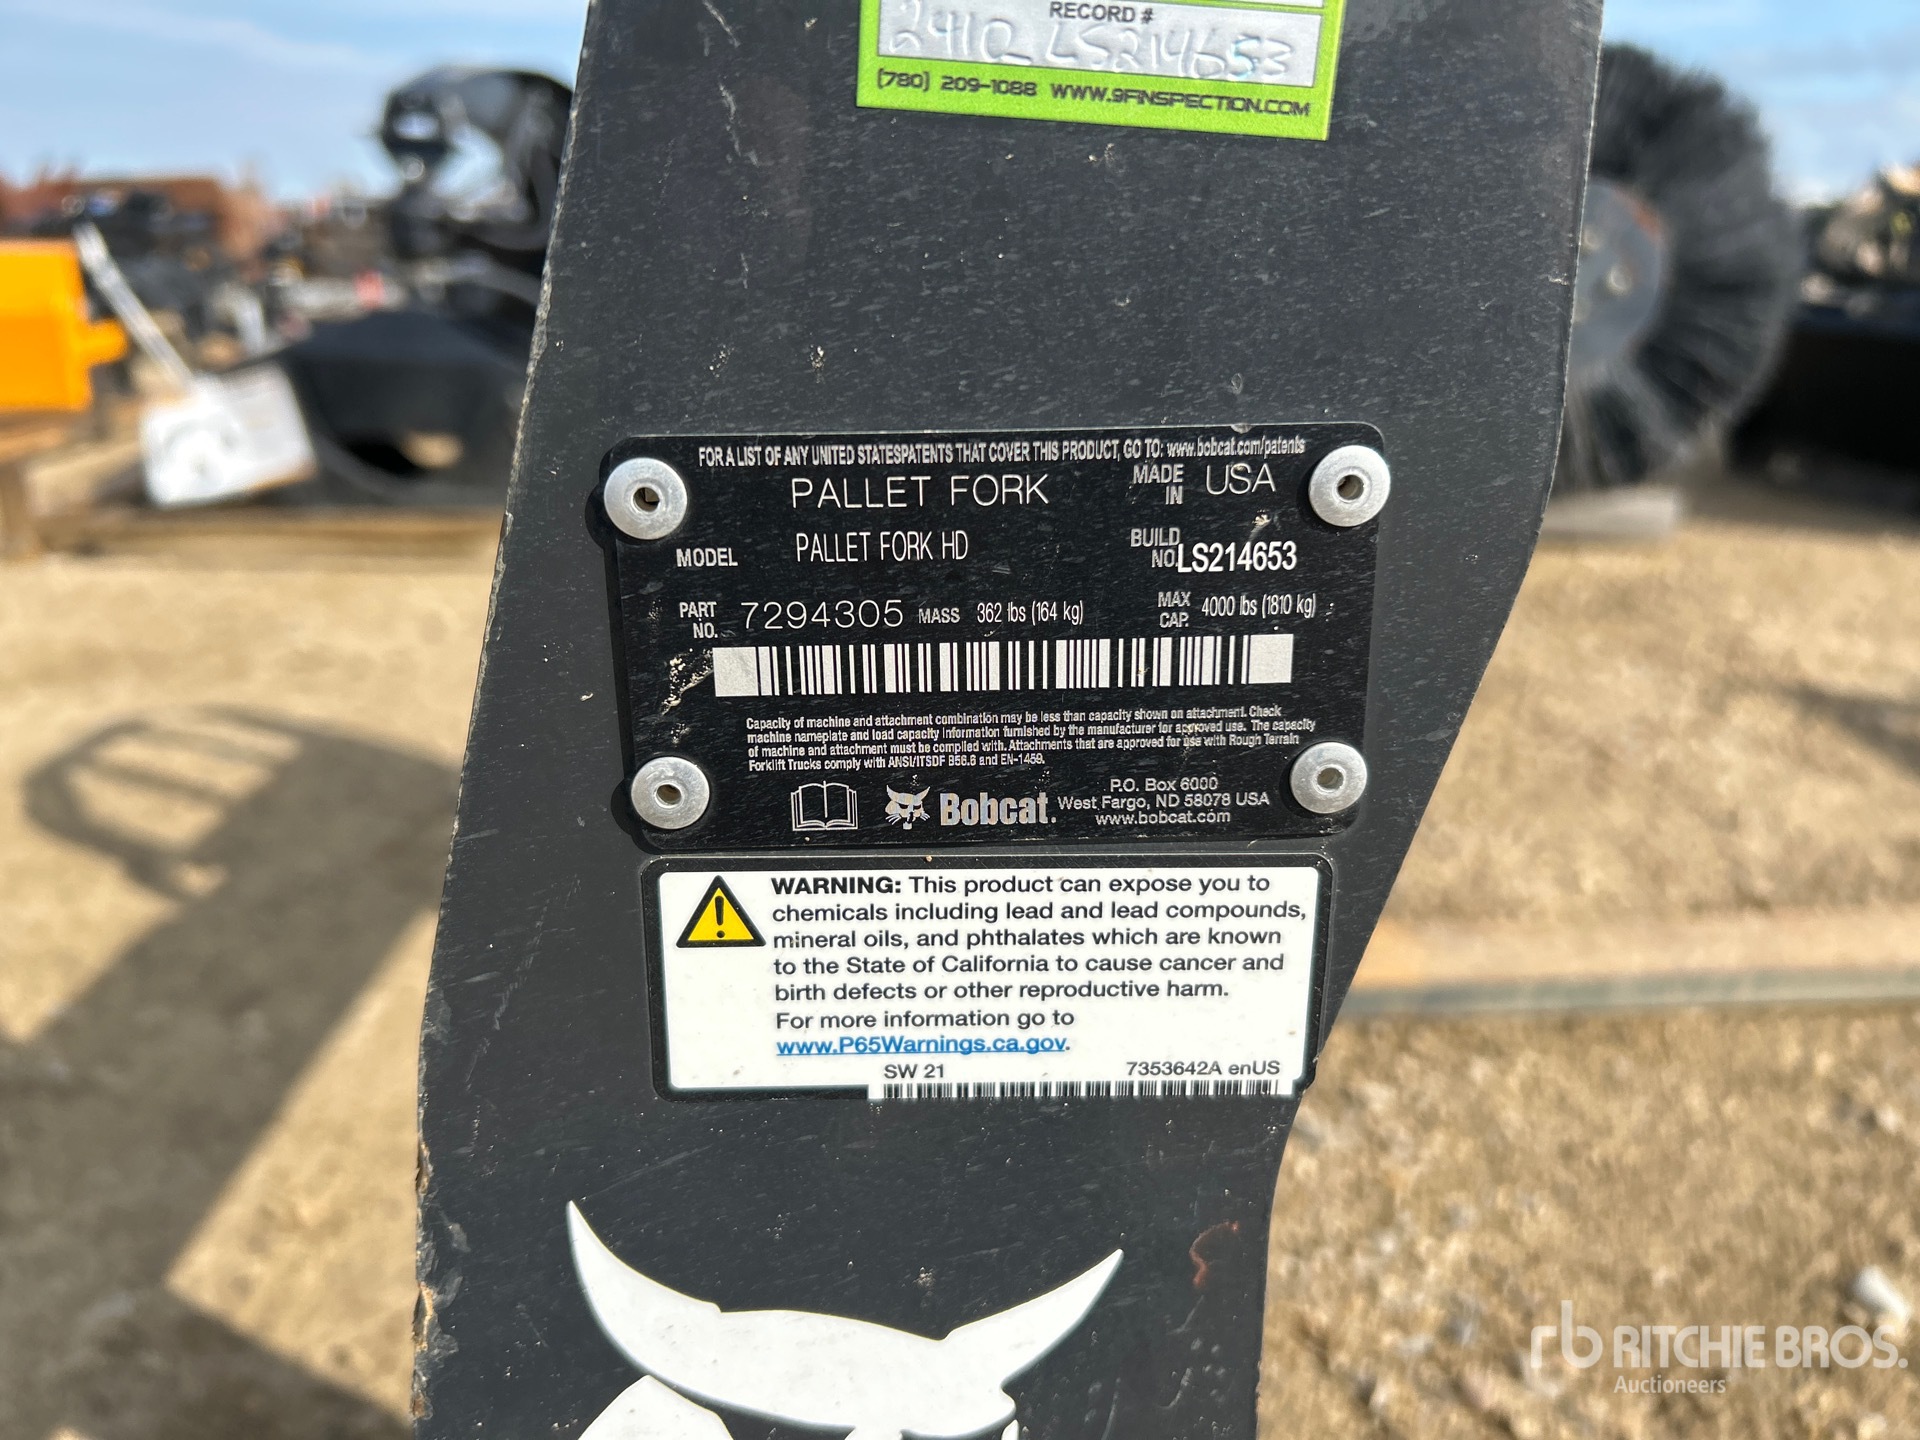 RECORD #
2410 LS214653
(780) 209-1088 WWW.9FINSPECTION.COM
FOR A LIST OF ANY UNITED STATESPATENTS THAT COVER THIS PRODUCT, GO TO: www.bobcat.com/patents
PALLET FORK
MADE IN USA
MODEL PALLET FORK HD
BUILD NO. LS214653
PART NO. 7294305 MASS 362 lbs (164 kg)
MAX CAP. 4000 lbs (1810 kg)
Capacity of machine and attachment combination may be less than capacity shown on attachment. Check
machine nameplate and load capacity information furnished by the manufacturer for approved use. The capacity
of machine and attachment must be complied with. Attachments that are approved for use with Rough Terrain
Forklift Trucks comply with ANSI/ITSDF B56.6 and EN-1459.
Bobcat.
P.O. Box 6000
West Fargo, ND 58078 USA
www.bobcat.com
WARNING: This product can expose you to
chemicals including lead and lead compounds,
mineral oils, and phthalates which are known
to the State of California to cause cancer and
birth defects or other reproductive harm.
For more information go to
www.P65Warnings.ca.gov.
SW 21 7353642A enUS
rb RITCHIE BROS.
Auctioneers